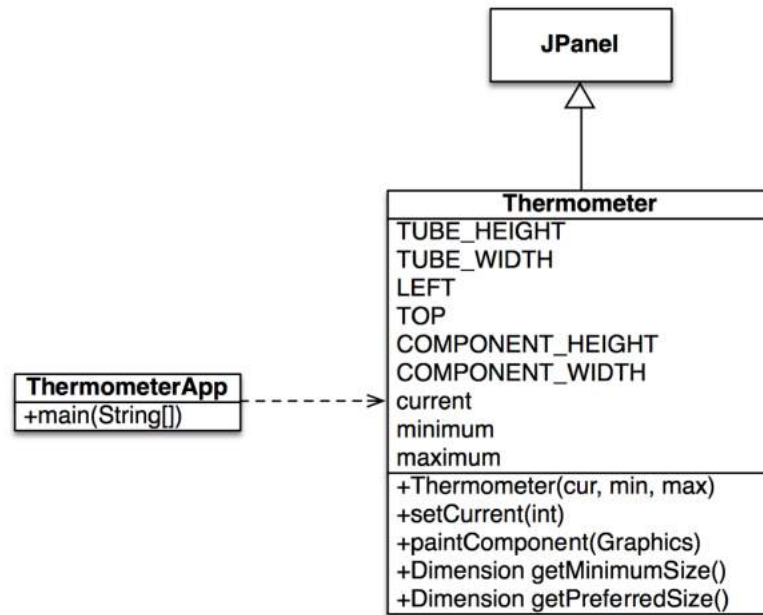 JPanel
Thermometer
TUBE_HEIGHT
TUBE_WIDTH
LEFT
TOP
COMPONENT_HEIGHT
COMPONENT_WIDTH
current
minimum
maximum
+Thermometer(cur, min, max)
+setCurrent(int)
+paintComponent(Graphics)
+Dimension getMinimumSize()
+Dimension getPreferredSize()
ThermometerApp
+main(String[])